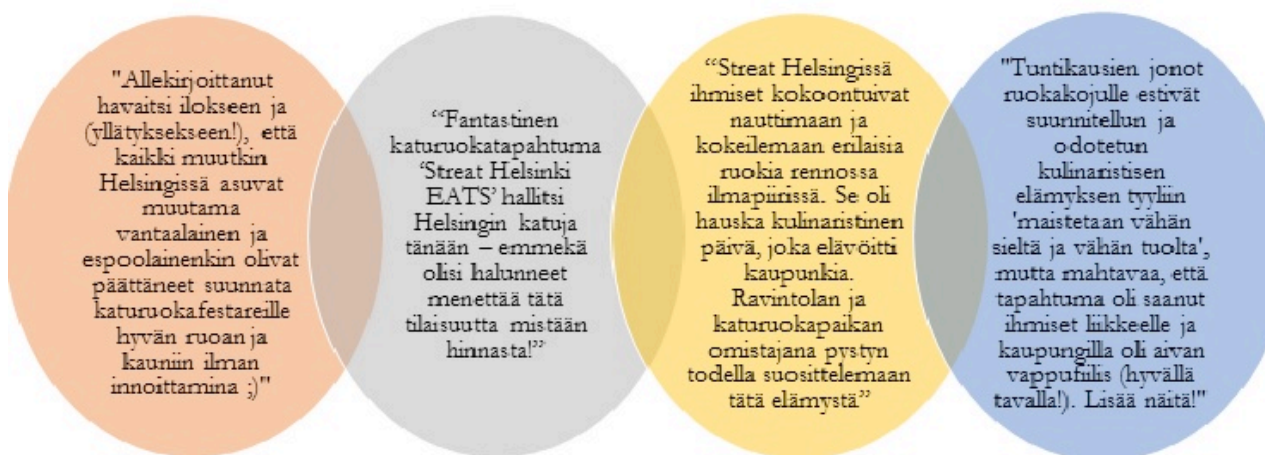 "Allekirjoittanut
havaitsi ilokseen ja
(yllätyksekseen!), että
kaikki muutkin
Helsingissä asuvat
muutama
vantaalainen ja
espoolainenkin olivat
päättäneet suunnata
katuruokafestareille
hyvän ruoan ja
kauniin ilman
innoittamina ;)"
“Fantastinen
katuruokatapahtuma
‘Streat Helsinki
EATS’ hallitsi
Helsingin katuja
tänään – emmekä
olisi halunneet
menettää tätä
tilaisuutta mistään
hinnasta!”
“Streat Helsingissä
ihmiset kokoontuivat
nauttimaan ja
kokeilemaan erilaisia
ruokia rennossa
ilmapiirissä. Se oli
hauska kulinaristinen
päivä, joka elävöitti
kaupunkia.
Ravintolan ja
katuruokapaikan
omistajana pystyn
todella suosittelemaan
tätä elämystä”
"Tuntikausien jonot
ruokakojulle estivät
suunnitellun ja
odotetun
kulinaristisen
elämyksen tyyliin
'maistetaan vähän
sieltä ja vähän tuolta',
mutta mahtavaa, että
tapahtuma oli saanut
ihmiset liikkeelle ja
kaupungilla oli aivan
vappufiilis (hyvällä
tavalla!). Lisää näitä!"